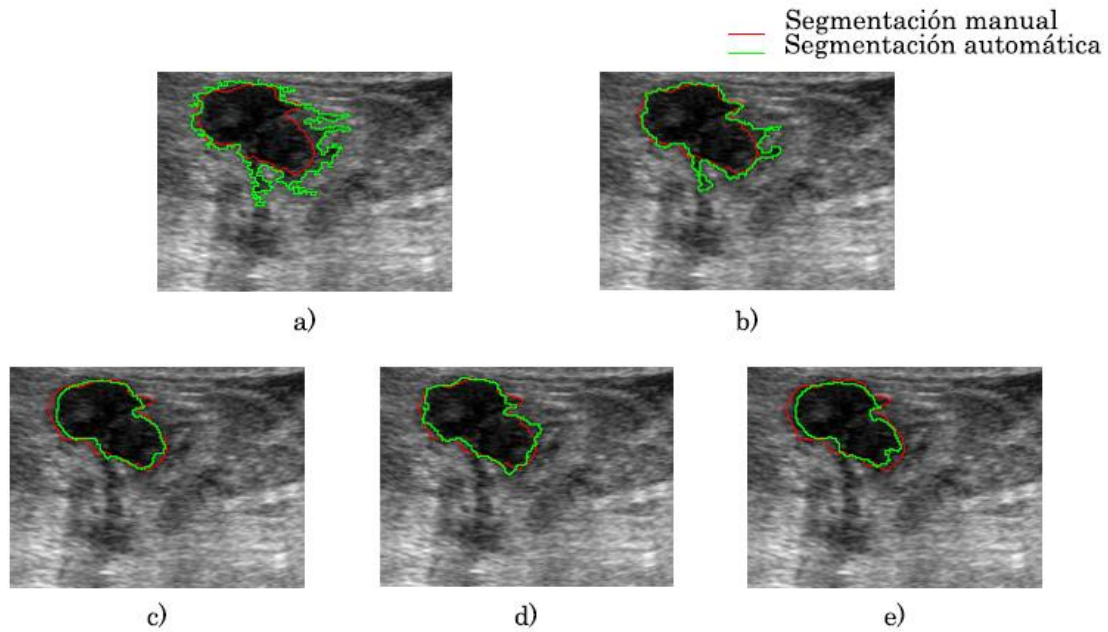 Segmentación manual
Segmentación automática
a)
b)
c)
d)
e)